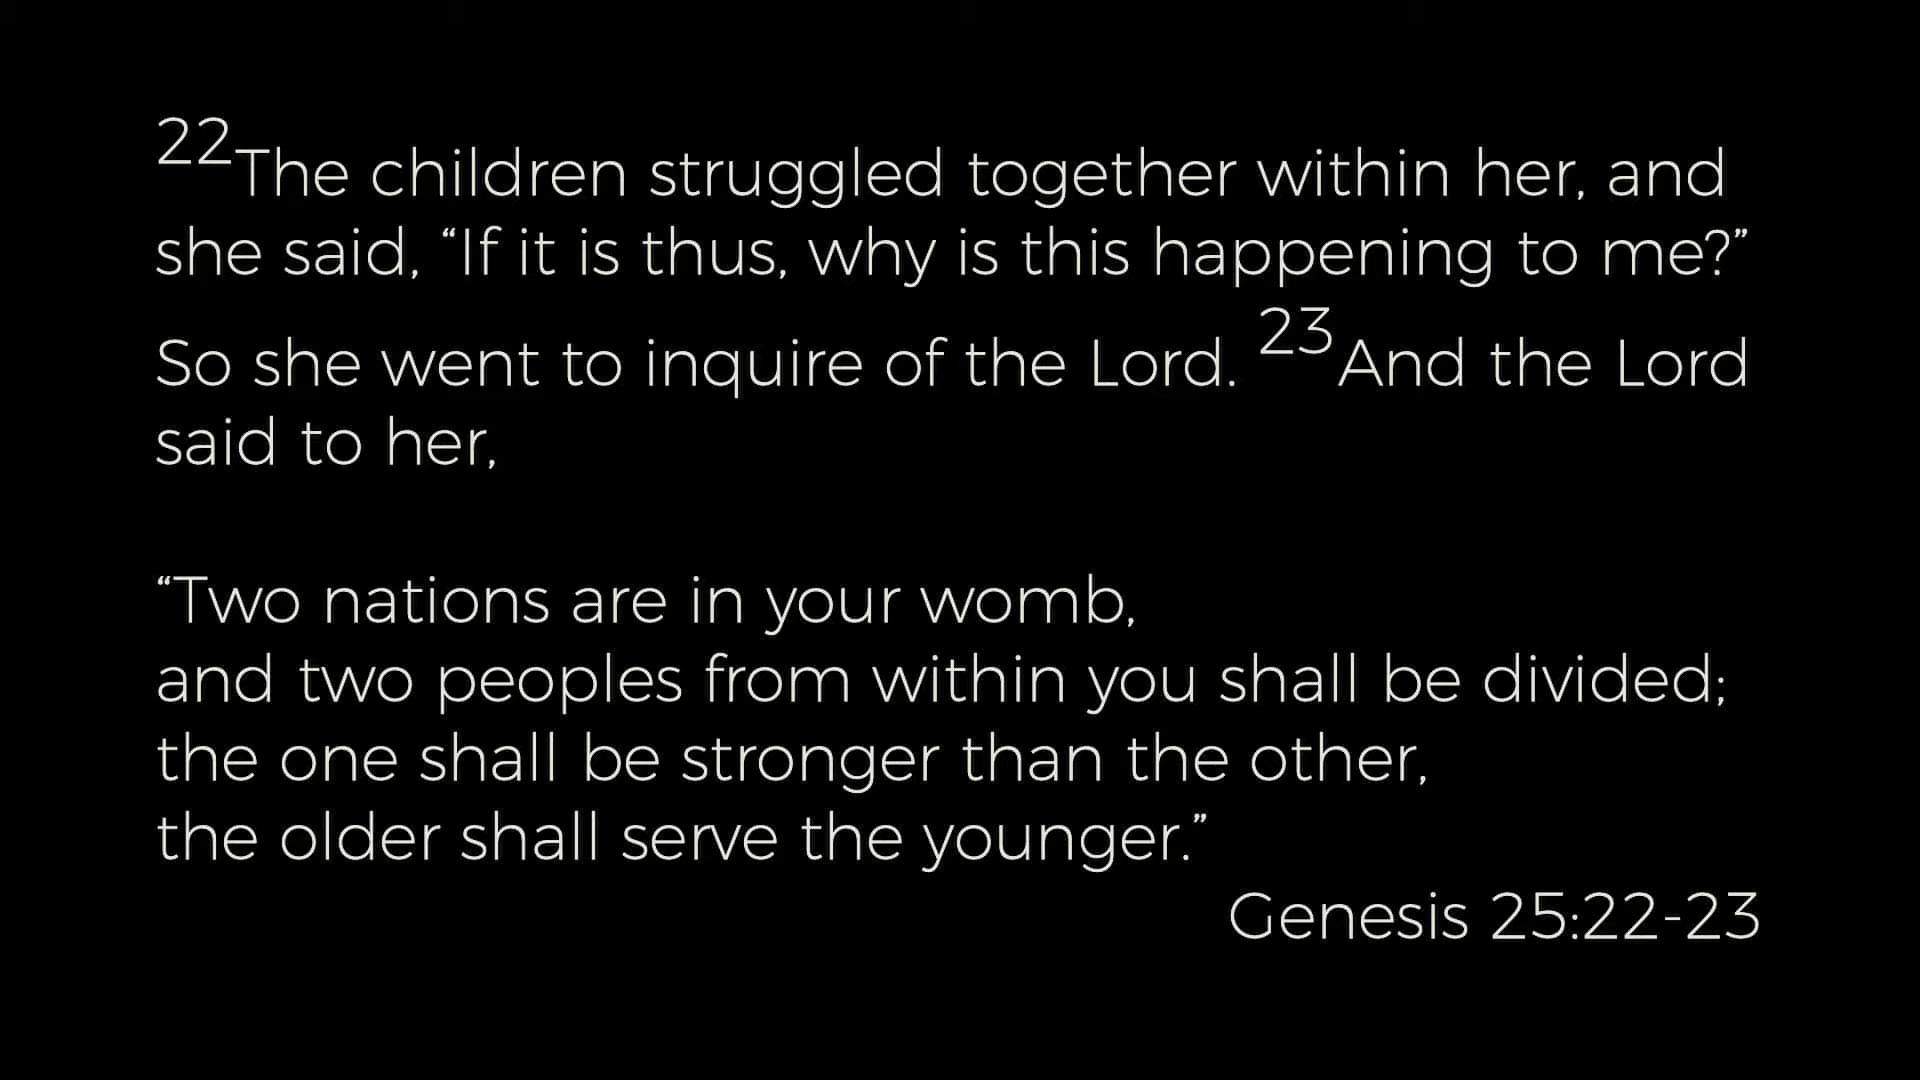 22The children struggled together within her, and
she said, “If it is thus, why is this happening to me?”
So she went to inquire of the Lord. 23And the Lord
said to her,
“Two nations are in your womb,
and two peoples from within you shall be divided;
the one shall be stronger than the other,
the older shall serve the younger.”
Genesis 25:22-23